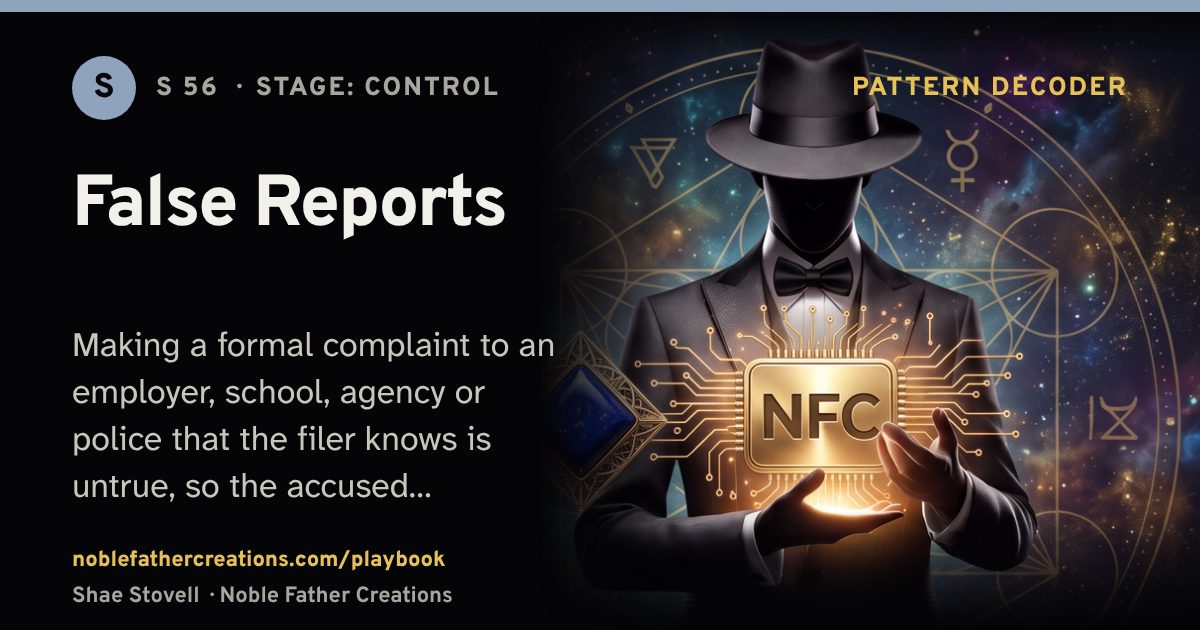 S
S 56 · STAGE: CONTROL
PATTERN DECODER
False Reports
Making a formal complaint to an
employer, school, agency or
police that the filer knows is
untrue, so the accused...
NFC
noblefathercreations.com/playbook
Shae Stovell · Noble Father Creations